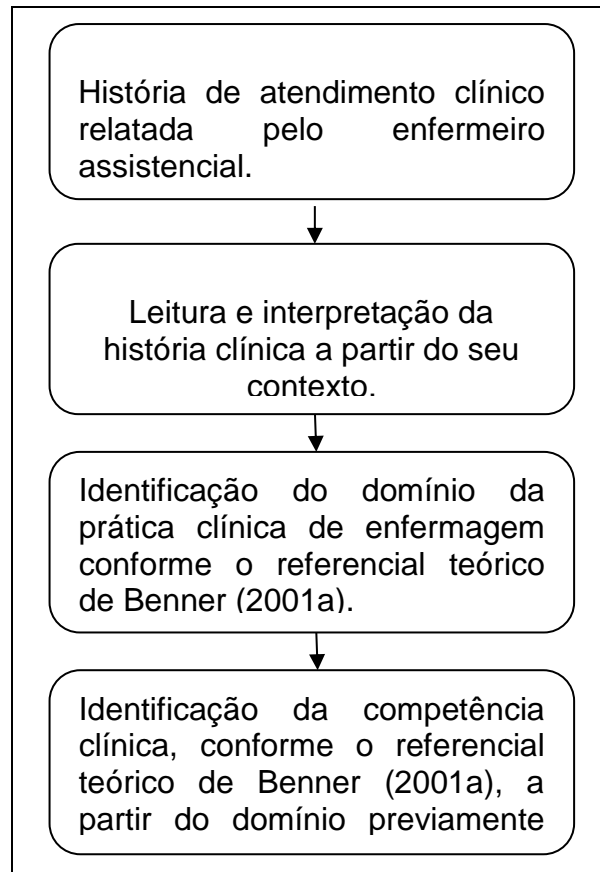 História de atendimento clínico
relatada pelo enfermeiro
assistencial.
Leitura e interpretação da
história clínica a partir do seu
contexto.
Identificação do domínio da
prática clínica de enfermagem
conforme o referencial teórico
de Benner (2001a).
Identificação da competência
clínica, conforme o referencial
teórico de Benner (2001a), a
partir do domínio previamente